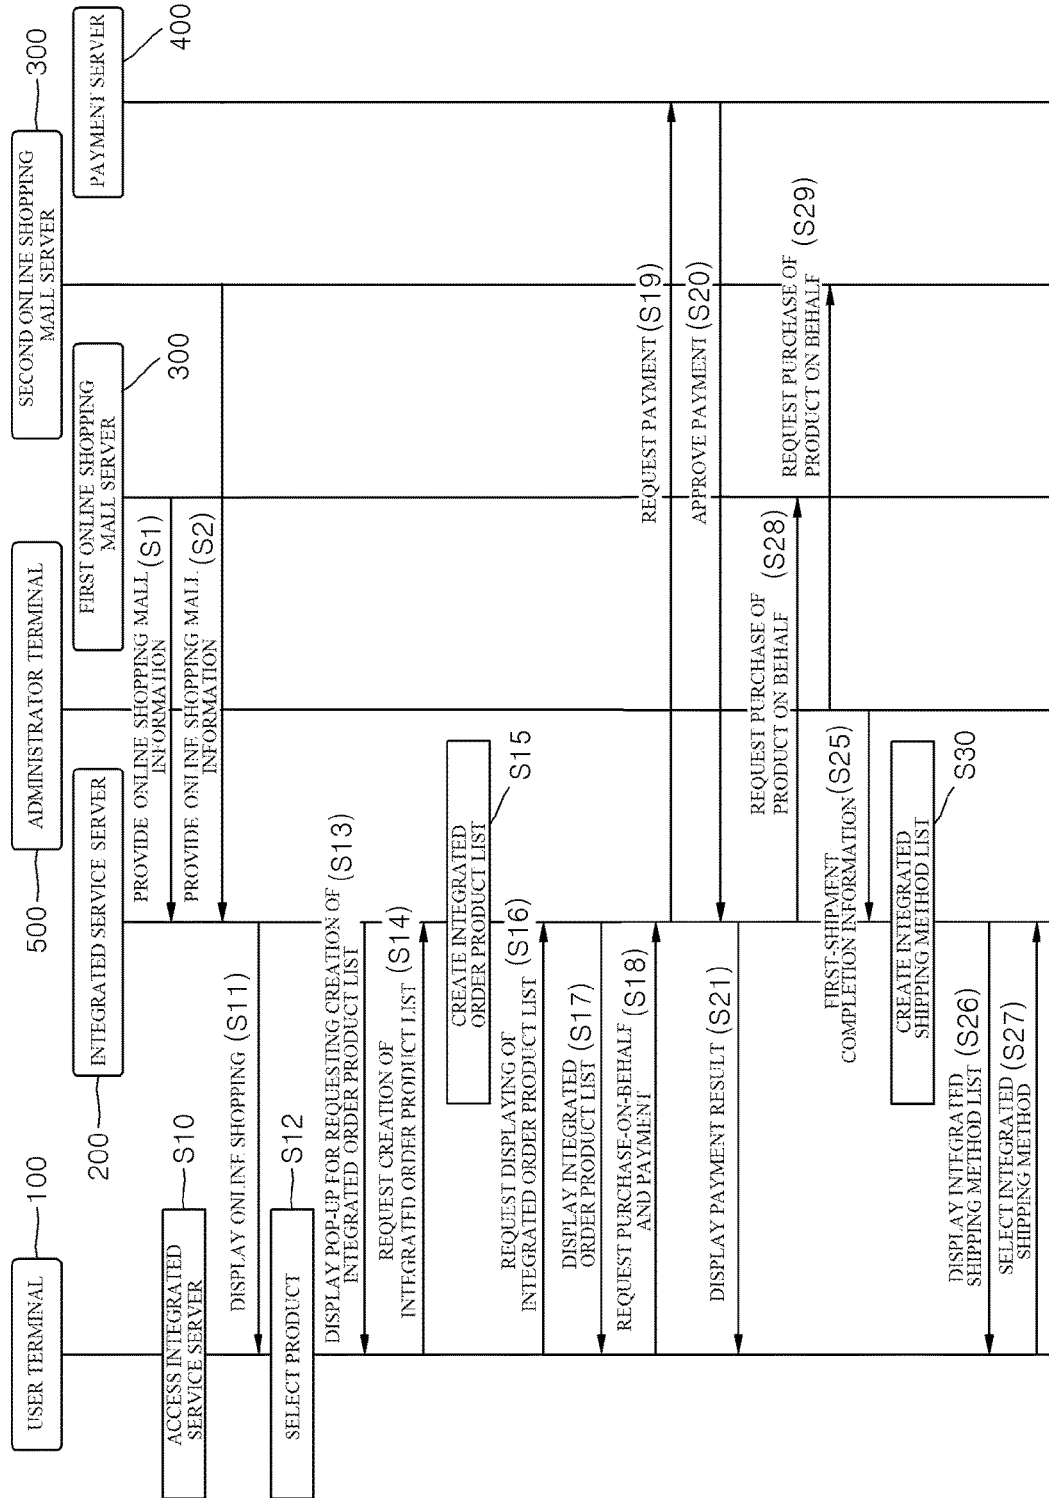 USER TERMINAL
100
INTEGRATED SERVICE SERVER
200
ADMINISTRATOR TERMINAL
500
FIRST ONLINE SHOPPING
MALL SERVER
300
SECOND ONLINE SHOPPING
MALL SERVER
300
PAYMENT SERVER
400
PROVIDE ONLINE SHOPPING MALL
INFORMATION
(S1)
PROVIDE ONLINE SHOPPING MALL
INFORMATION
(S2)
ACCESS INTEGRATED
SERVICE SERVER
S10
DISPLAY ONLINE SHOPPING (S11)
SELECT PRODUCT
S12
DISPLAY POP-UP FOR REQUESTING CREATION OF
INTEGRATED ORDER PRODUCT LIST
(S13)
REQUEST CREATION OF
INTEGRATED ORDER PRODUCT LIST (S14)
CREATE INTEGRATED
ORDER PRODUCT LIST
S15
REQUEST DISPLAYING OF
INTEGRATED ORDER PRODUCT LIST (S16)
DISPLAY INTEGRATED
ORDER PRODUCT LIST (S17)
REQUEST PURCHASE-ON-BEHALF
AND PAYMENT
(S18)
REQUEST PAYMENT (S19)
APPROVE PAYMENT (S20)
DISPLAY PAYMENT RESULT (S21)
REQUEST PURCHASE OF
PRODUCT ON BEHALF
(S28)
REQUEST PURCHASE OF
PRODUCT ON BEHALF
(S29)
FIRST-SHIPMENT
COMPLETION INFORMATION (S25)
CREATE INTEGRATED
SHIPPING METHOD LIST
S30
DISPLAY INTEGRATED
SHIPPING METHOD LIST (S26)
SELECT INTEGRATED
SHIPPING METHOD
(S27)